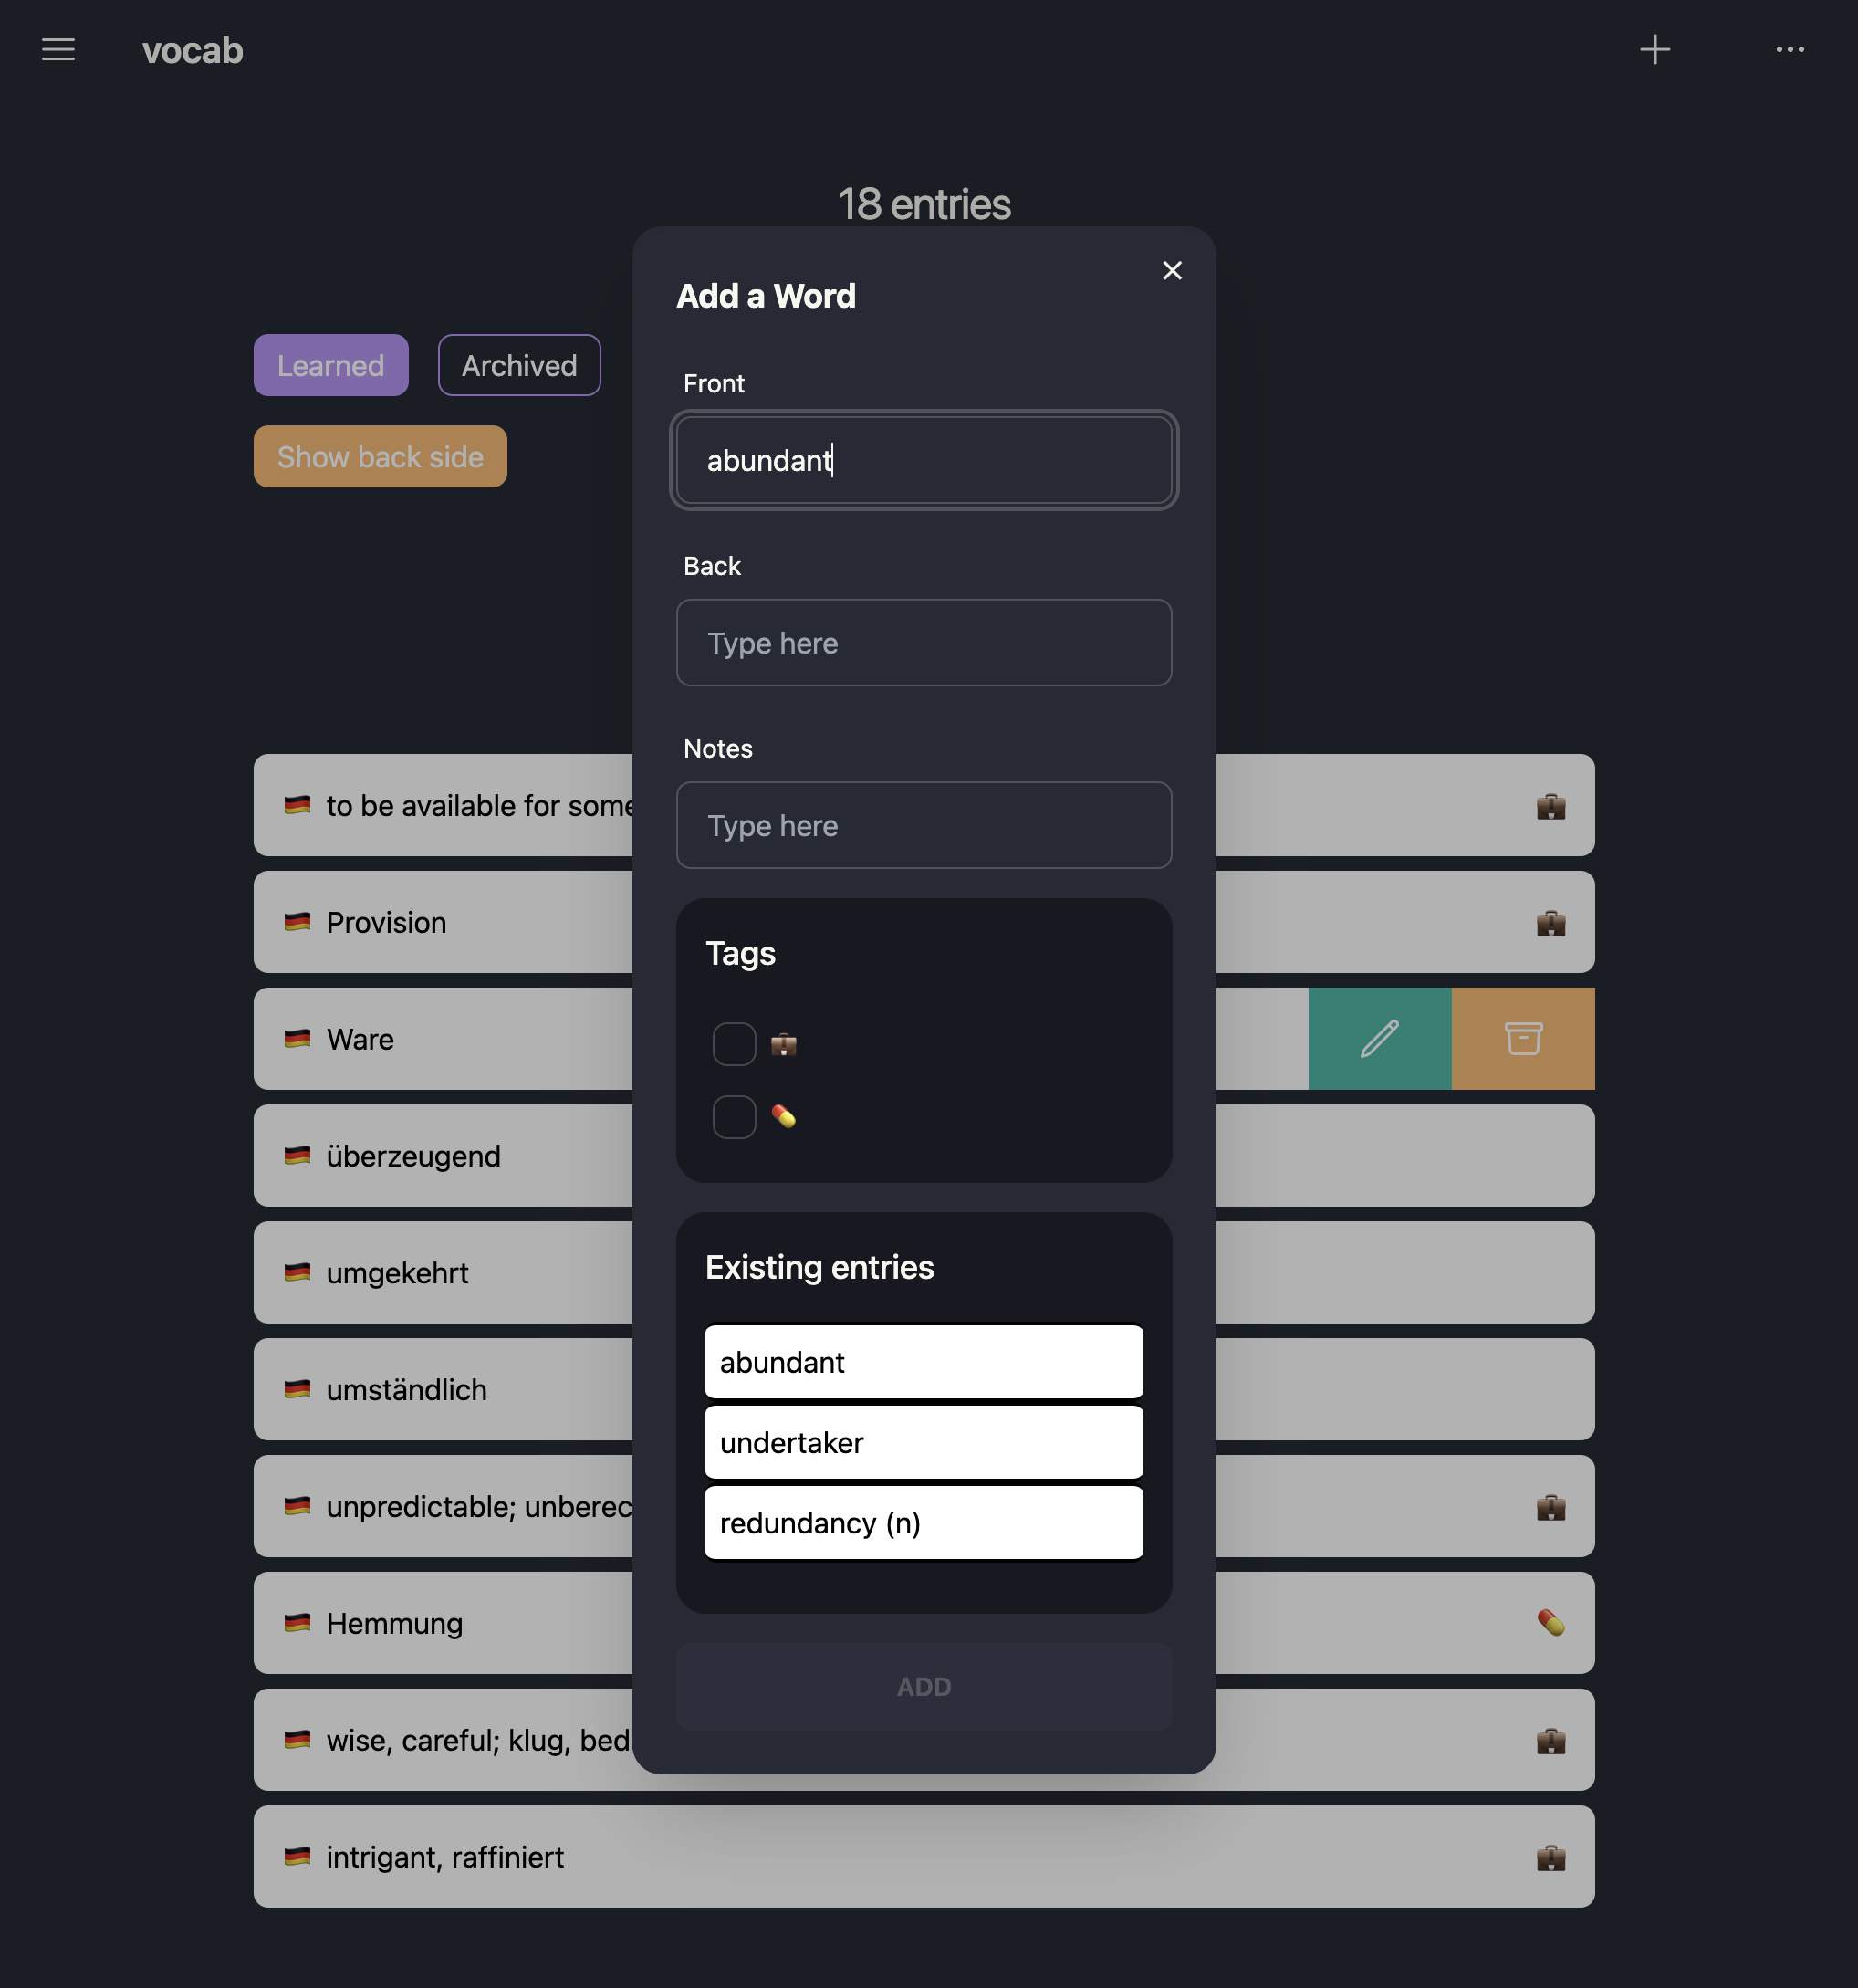 vocab
18 entries
Learned
Archived
Show back side
Add a Word
Front
abundant
Back
Type here
Notes
Type here
Tags
Existing entries
abundant
undertaker
redundancy (n)
ADD
to be available for some
Provision
Ware
überzeugend
umgekehrt
umständlich
unpredictable; unberec
Hemmung
wise, careful; klug, bed
intrigant, raffiniert